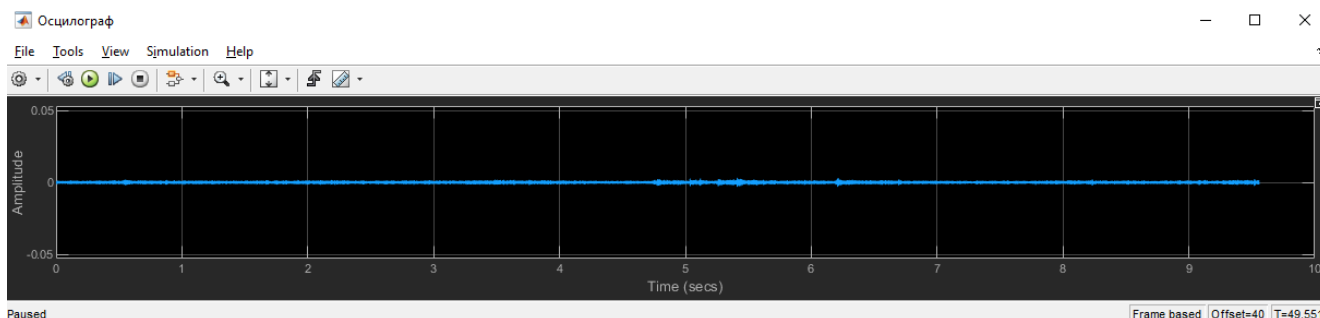 Осцилограф
File Tools View Simulation Help
0.05
0
-0.05
Amplitude
0 1 2 3 4 5 6 7 8 9 10
Time (secs)
Paused Frame based Offset=40 T=49.551